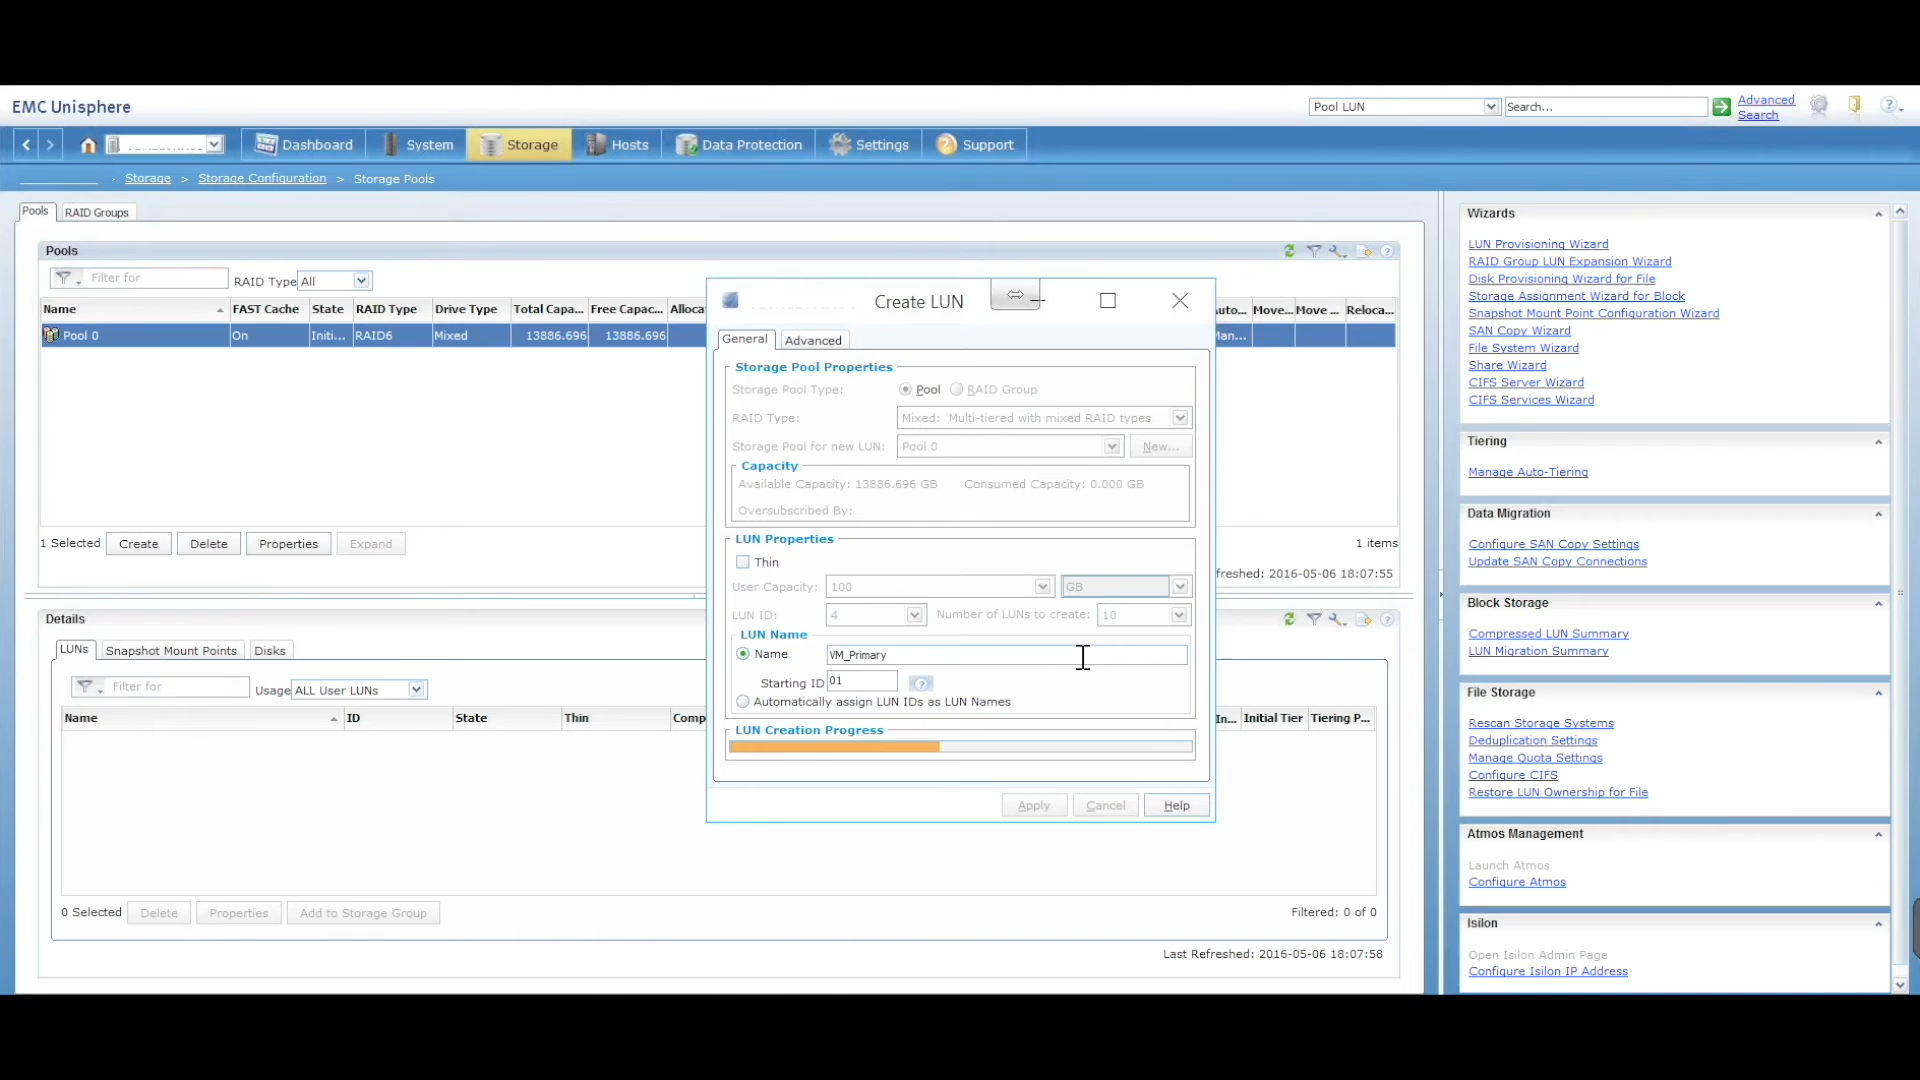 EMC Unisphere
Pool LUN
Search...
Advanced Search
Dashboard
System
Storage
Hosts
Data Protection
Settings
Support
Storage > Storage Configuration > Storage Pools
Pools
RAID Groups
Pools
Filter for
RAID Type All
Name FAST Cache State RAID Type Drive Type Total Capa... Free Capac... Alloca
Pool 0 On Initi... RAID6 Mixed 13886.696 13886.696
Move... Move ... Reloca...
1 Selected Create Delete Properties Expand
1 items
freshed: 2016-05-06 18:07:55
Details
LUNs
Snapshot Mount Points
Disks
Filter for
Usage ALL User LUNs
Name ID State Thin Comp
In... Initial Tier Tiering P...
0 Selected Delete Properties Add to Storage Group
Filtered: 0 of 0
Last Refreshed: 2016-05-06 18:07:58
Create LUN
General
Advanced
Storage Pool Properties
Storage Pool Type: Pool RAID Group
RAID Type: Mixed: Multi-tiered with mixed RAID types
Storage Pool for new LUN: Pool 0 New...
Capacity
Available Capacity: 13886.696 GB Consumed Capacity: 0.000 GB
Oversubscribed By:
LUN Properties
Thin
User Capacity: 100 GB
LUN ID: 4 Number of LUNs to create: 10
LUN Name
Name VM_Primary
Starting ID 01
Automatically assign LUN IDs as LUN Names
LUN Creation Progress
Apply Cancel Help
Wizards
LUN Provisioning Wizard
RAID Group LUN Expansion Wizard
Disk Provisioning Wizard for File
Storage Assignment Wizard for Block
Snapshot Mount Point Configuration Wizard
SAN Copy Wizard
File System Wizard
Share Wizard
CIFS Server Wizard
CIFS Services Wizard
Tiering
Manage Auto-Tiering
Data Migration
Configure SAN Copy Settings
Update SAN Copy Connections
Block Storage
Compressed LUN Summary
LUN Migration Summary
File Storage
Rescan Storage Systems
Deduplication Settings
Manage Quota Settings
Configure CIFS
Restore LUN Ownership for File
Atmos Management
Launch Atmos
Configure Atmos
Isilon
Open Isilon Admin Page
Configure Isilon IP Address